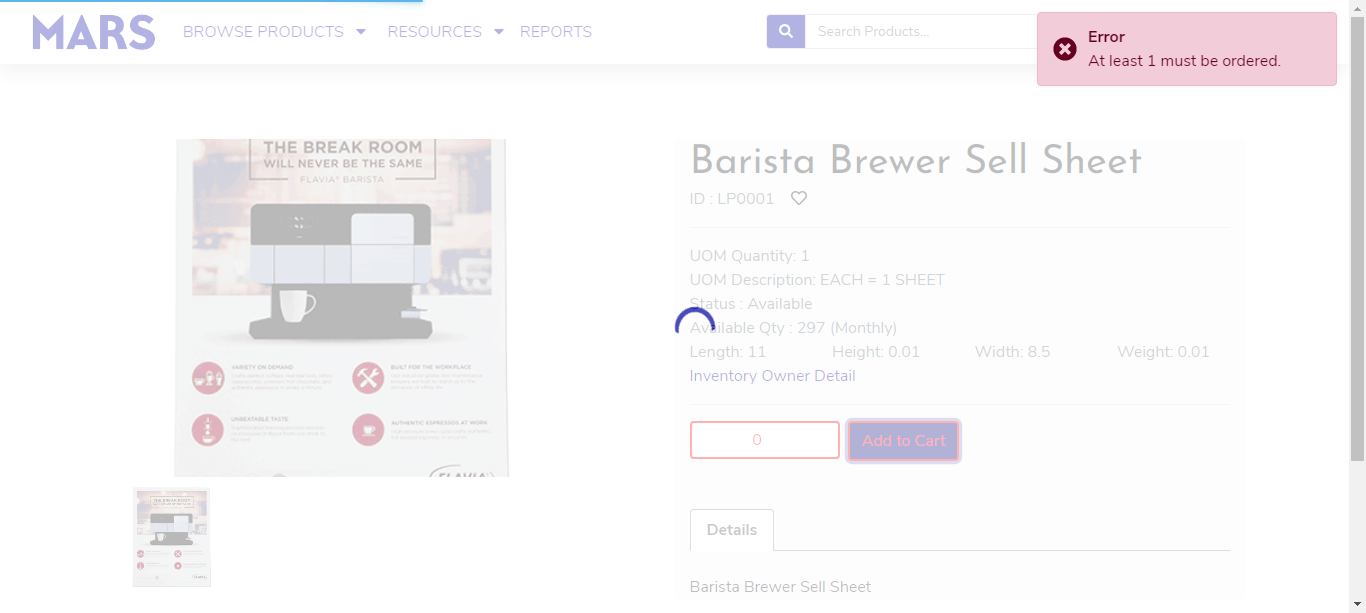 MARS
BROWSE PRODUCTS
RESOURCES
REPORTS
Search Products...
Error
At least 1 must be ordered.
THE BREAK ROOM
WILL NEVER BE THE SAME
FLAVIA® BARISTA
VARIETY ON DEMAND
BUILT FOR THE WORKPLACE
UNBEATABLE TASTE
AUTHENTIC ESPRESSOS AT WORK
FLAVIA®
Barista Brewer Sell Sheet
ID : LP0001
UOM Quantity: 1
UOM Description: EACH = 1 SHEET
Status : Available
Available Qty : 297 (Monthly)
Length: 11 Height: 0.01 Width: 8.5 Weight: 0.01
Inventory Owner Detail
0 Add to Cart
Details
Barista Brewer Sell Sheet